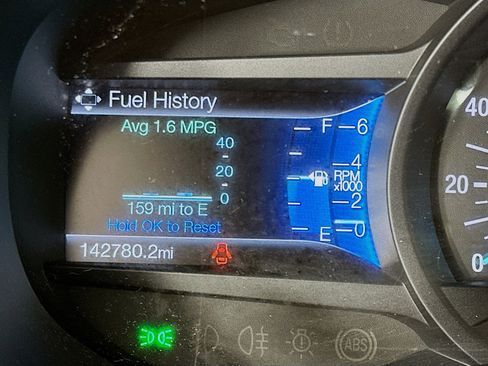 Fuel History
Avg 1.6 MPG
40
20
0
159 mi to E
Hold OK to Reset
142780.2mi
F
E
6
4
RPM
x1000
2
0
40
20
0
ABS